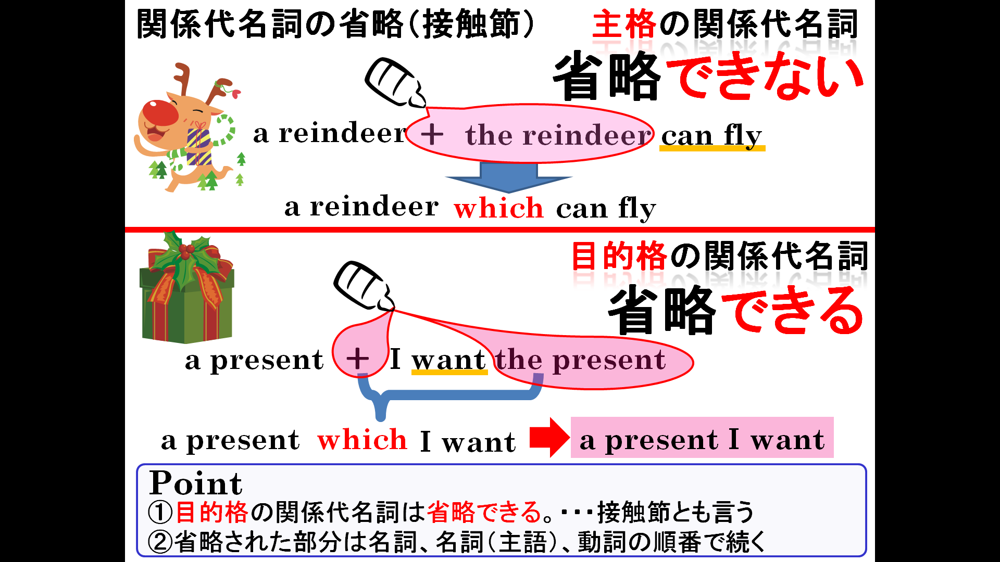 関係代名詞の省略（接触節）
主格の関係代名詞
省略できない
a reindeer + the reindeer can fly
a reindeer which can fly
目的格の関係代名詞
省略できる
a present + I want the present
a present which I want
a present I want
Point
①目的格の関係代名詞は省略できる。・・・接触節とも言う
②省略された部分は名詞、名詞（主語）、動詞の順番で続く